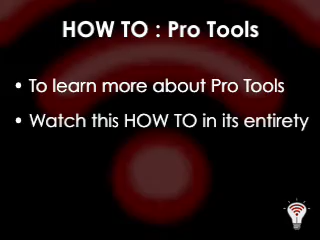 HOW TO : Pro Tools
• To learn more about Pro Tools
• Watch this HOW TO in its entirety